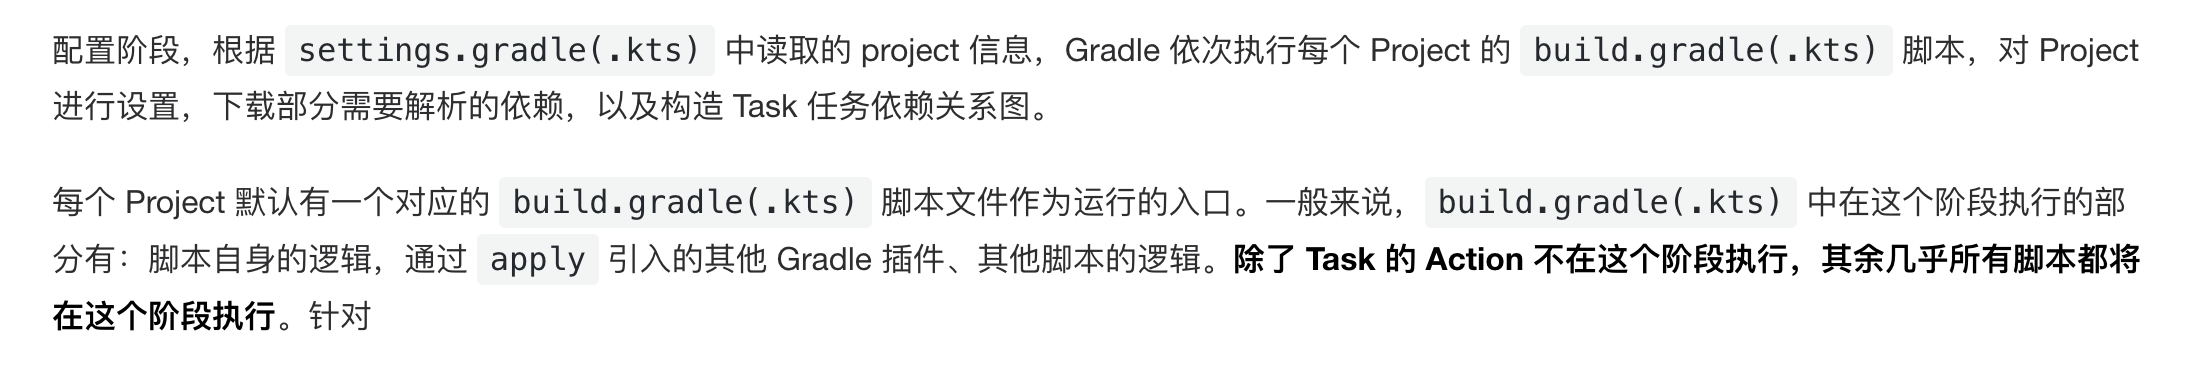 配置阶段，根据 settings.gradle(.kts) 中读取的 project 信息，Gradle 依次执行每个 Project 的 build.gradle(.kts) 脚本，对 Project
进行设置，下载部分需要解析的依赖，以及构造 Task 任务依赖关系图。
每个 Project 默认有一个对应的 build.gradle(.kts) 脚本文件作为运行的入口。一般来说， build.gradle(.kts) 中在这个阶段执行的部
分有：脚本自身的逻辑，通过 apply 引入的其他 Gradle 插件、其他脚本的逻辑。除了 Task 的 Action 不在这个阶段执行，其余几乎所有脚本都将
在这个阶段执行。针对